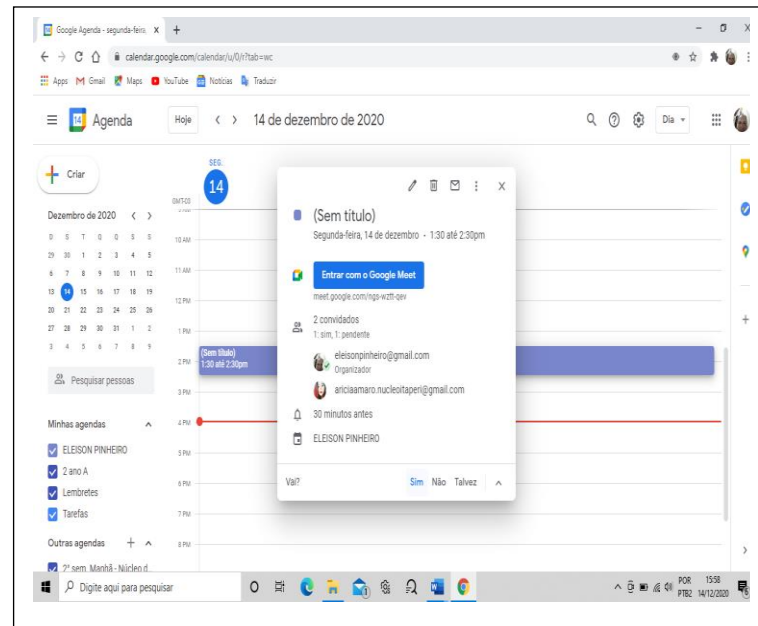 Google Agenda - segunda-feira,
calendar.google.com/calendar/u/0/r?tab=wc
Apps Gmail Maps YouTube Notícias Traduzir
14 Agenda Hoje 14 de dezembro de 2020 Dia
Criar
SEG.
14
GMT-03
Dezembro de 2020
D S T Q Q S S
29 30 1 2 3 4 5
6 7 8 9 10 11 12
13 14 15 16 17 18 19
20 21 22 23 24 25 26
27 28 29 30 31 1 2
3 4 5 6 7 8 9
Pesquisar pessoas
Minhas agendas
ELEISON PINHEIRO
2 ano A
Lembretes
Tarefas
Outras agendas
2° sem. Manhã - Núcleo d...
10 AM
11 AM
12 PM
1 PM
2 PM
3 PM
4 PM
5 PM
6 PM
7 PM
8 PM
(Sem título)
1:30 até 2:30pm
(Sem título)
Segunda-feira, 14 de dezembro - 1:30 até 2:30pm
Entrar com o Google Meet
2 convidados
1: sim, 1: pendente
eleisonpinheiro@gmail.com
Organizador
ariciaamaro.nucleoitaperi@gmail.com
30 minutos antes
ELEISON PINHEIRO
Vai? Sim Não Talvez
Digite aqui para pesquisar
POR 15:58
PTB2 14/12/2020